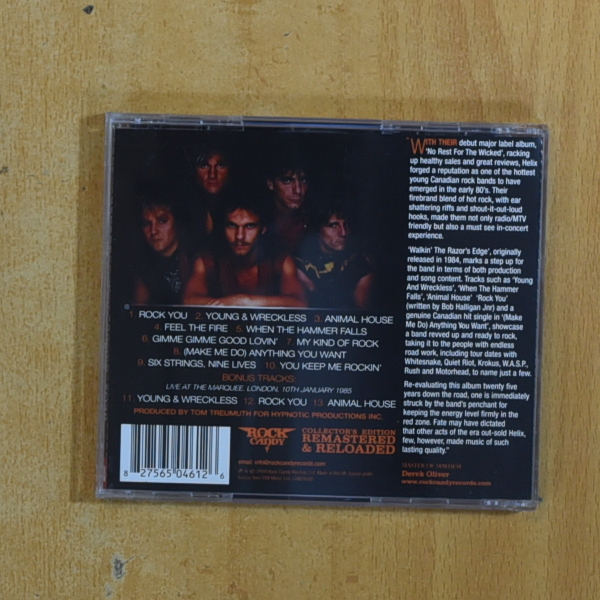 1. ROCK YOU 2. YOUNG & WRECKLESS 3. ANIMAL HOUSE
4. FEEL THE FIRE 5. WHEN THE HAMMER FALLS
6. GIMME GIMME GOOD LOVIN' 7. MY KIND OF ROCK
8. (MAKE ME DO) ANYTHING YOU WANT
9. SIX STRINGS, NINE LIVES 10. YOU KEEP ME ROCKIN'
BONUS TRACKS:
LIVE AT THE MARQUEE, LONDON, 10TH JANUARY 1985
11. YOUNG & WRECKLESS 12. ROCK YOU 13. ANIMAL HOUSE
PRODUCED BY TOM TREUMUTH FOR HYPNOTIC PRODUCTIONS INC.
8 27565 04612 6
ROCK
CANDY
COLLECTOR'S EDITION
REMASTERED
& RELOADED
email: info@rockcandyrecords.com
WITH THEIR debut major label album,
'No Rest For The Wicked', racking
up healthy sales and great reviews, Helix
forged a reputation as one of the hottest
young Canadian rock bands to have
emerged in the early 80's. Their
firebrand blend of hot rock, with ear
shattering riffs and shout-it-out-loud
hooks, made them not only radio/MTV
friendly but also a must see in-concert
experience.
'Walkin' The Razor's Edge', originally
released in 1984, marks a step up for
the band in terms of both production
and song content. Tracks such as 'Young
And Wreckless', 'When The Hammer
Falls', 'Animal House' 'Rock You'
(written by Bob Halligan Jnr) and a
genuine Canadian hit single in '(Make
Me Do) Anything You Want', showcase
a band revved up and ready to rock,
taking it to the people with endless
road work, including tour dates with
Whitesnake, Quiet Riot, Krokus, W.A.S.P.,
Rush and Motorhead, to name just a few.
Re-evaluating this album twenty five
years down the road, one is immediately
struck by the band's penchant for
keeping the energy level firmly in the
red zone. Fate may have dictated
that other acts of the era out-sold Helix,
few, however, made music of such
lasting quality."
Derek Oliver
www.rockcandyrecords.com